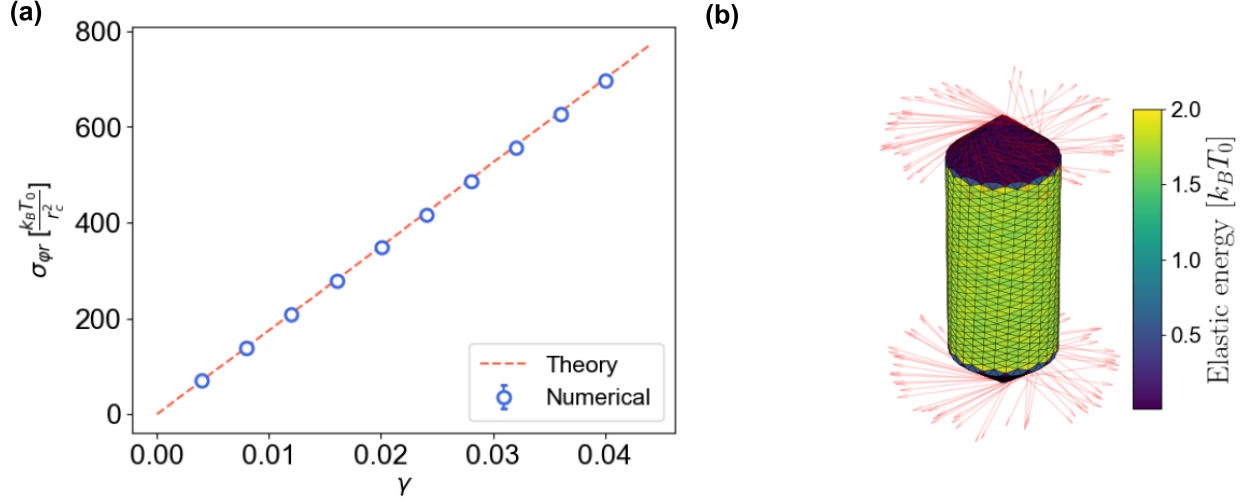 (a)
(b)
800
600
400
200
0
σφr [kBT0/rc²]
Theory
Numerical
0.00 0.01 0.02 0.03 0.04
γ
2.0
1.5
1.0
0.5
Elastic energy [kBT0]